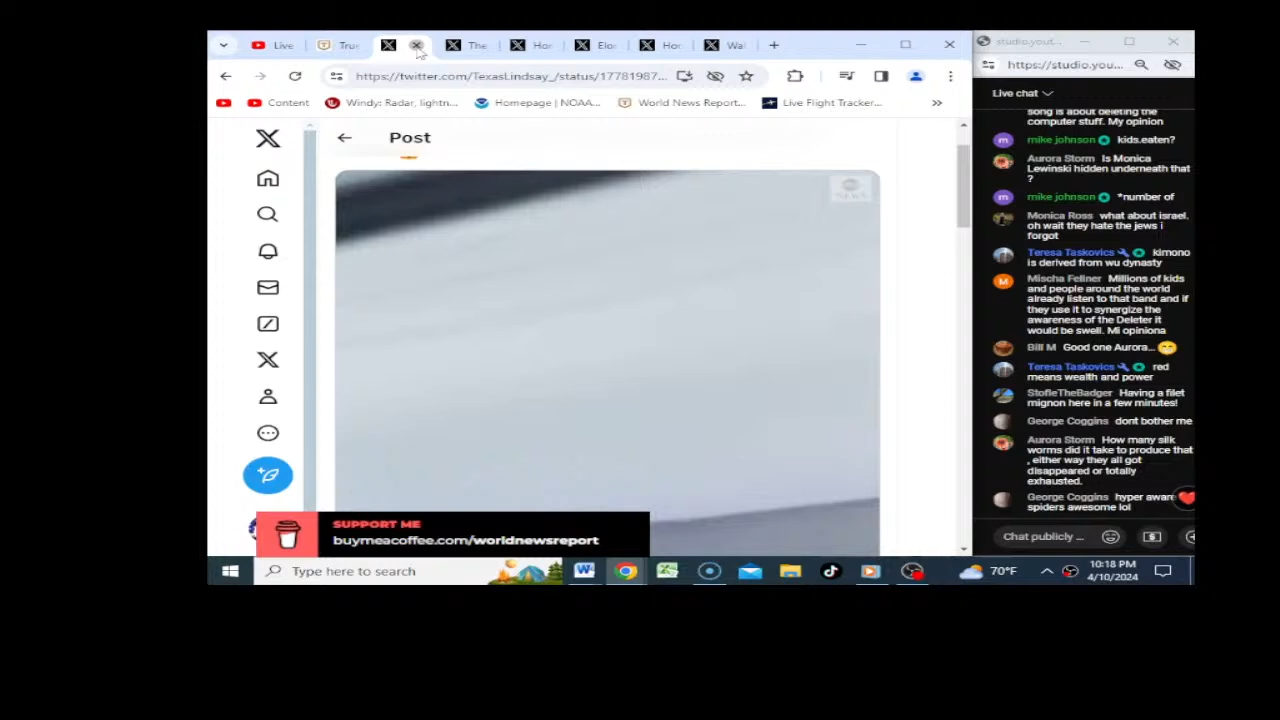 Live
True
The
Hor
Elo
Hor
Wa
https://twitter.com/TexasLindsay_/status/17781987...
Content
Windy: Radar, lightn...
Homepage | NOAA...
World News Report...
Live Flight Tracker...
Post
NEWS
SUPPORT ME
buymeacoffee.com/worldnewsreport
Type here to search
70°F
10:18 PM
4/10/2024
studio.yout...
https://studio.you...
Live chat
song is about deleting the
computer stuff. My opinion
mike johnson kids.eaten?
Aurora Storm Is Monica
Lewinski hidden underneath that
?
mike johnson *number of
Monica Ross what about israel.
oh wait they hate the jews i
forgot
Teresa Taskovics kimono
is derived from wu dynasty
Mischa Fellner Millions of kids
and people around the world
already listen to that band and if
they use it to synergize the
awareness of the Deleter it
would be swell. Mi opiniona
Bill M Good one Aurora...
Teresa Taskovics red
means wealth and power
StofleTheBadger Having a filet
mignon here in a few minutes!
George Coggins dont bother me
Aurora Storm How many silk
worms did it take to produce that
, either way they all got
disappeared or totally
exhausted.
George Coggins hyper aware
spiders awesome lol
Chat publicly ...